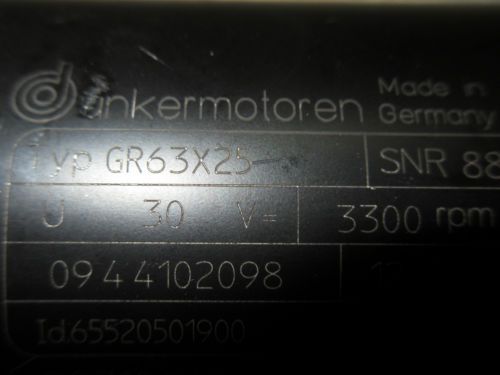 dunkermotoren
Made in
Germany
Typ GR63X25
SNR 88
U 30 V=
3300 rpm
0944102098
Id.65520501900